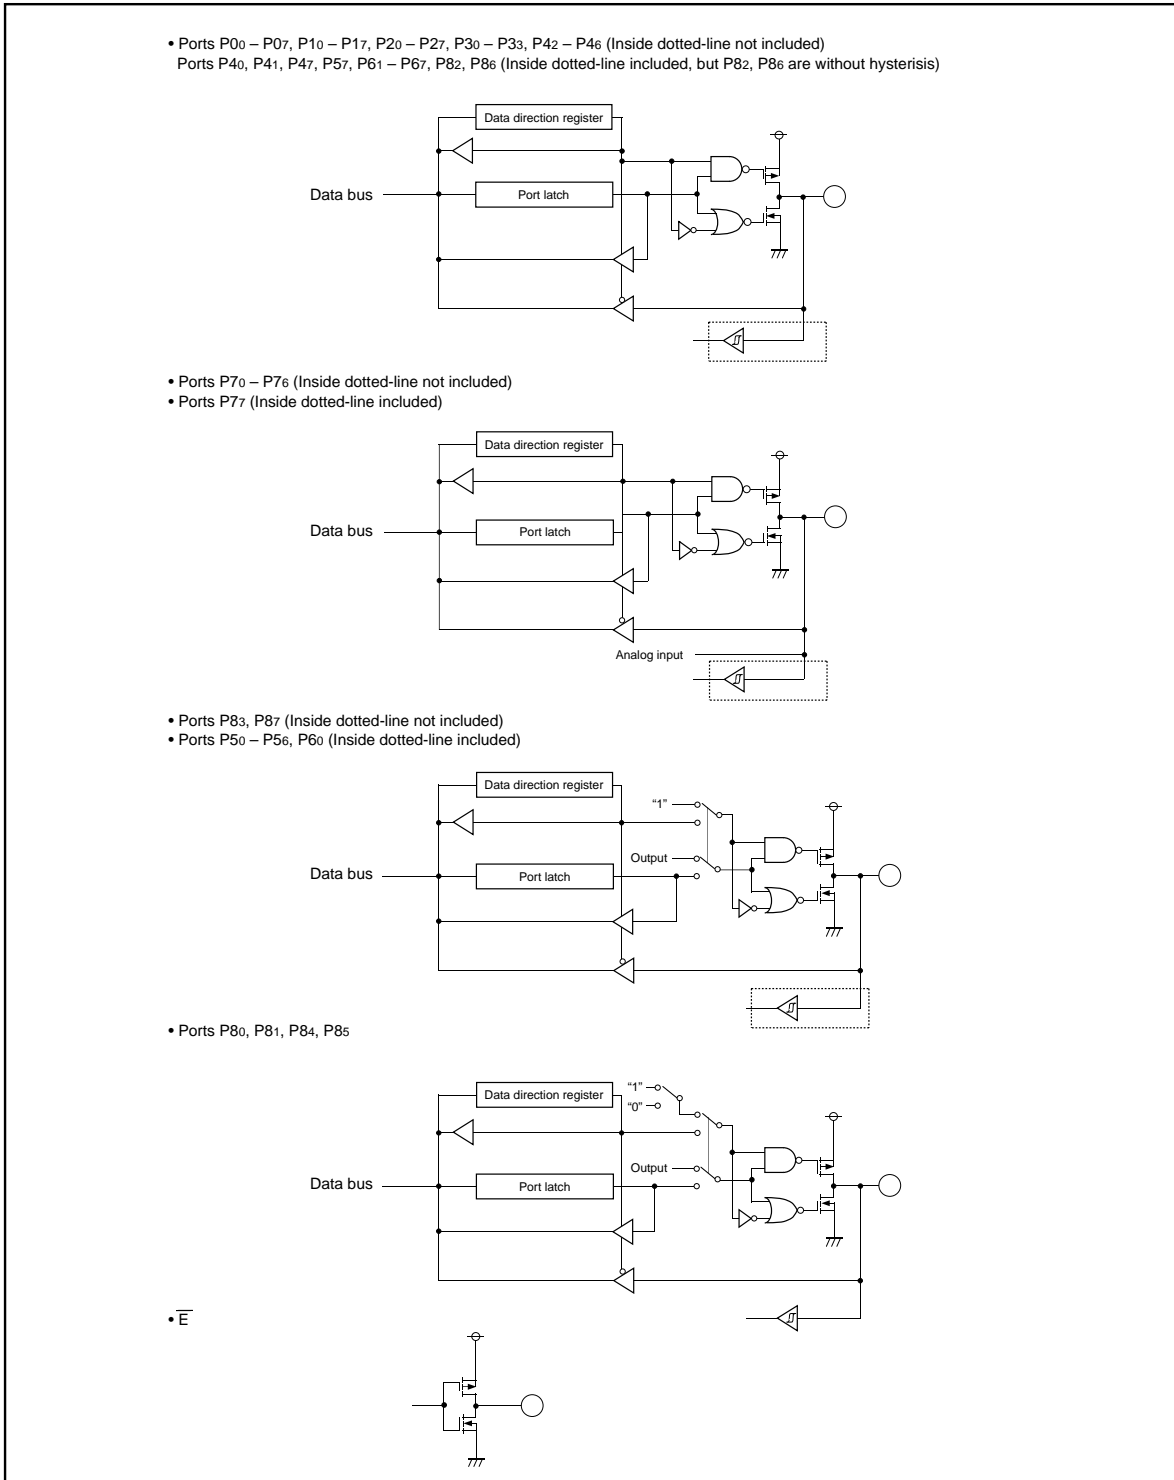 • Ports P00 – P07, P10 – P17, P20 – P27, P30 – P33, P42 – P46 (Inside dotted-line not included)
Ports P40, P41, P47, P57, P61 – P67, P82, P86 (Inside dotted-line included, but P82, P86 are without hysterisis)
Data direction register
Data bus
Port latch
• Ports P70 – P76 (Inside dotted-line not included)
• Ports P77 (Inside dotted-line included)
Data direction register
Data bus
Port latch
Analog input
• Ports P83, P87 (Inside dotted-line not included)
• Ports P50 – P56, P60 (Inside dotted-line included)
Data direction register
“1”
Output
Data bus
Port latch
• Ports P80, P81, P84, P85
“1”
Data direction register
“0”
Output
Data bus
Port latch
• E̅